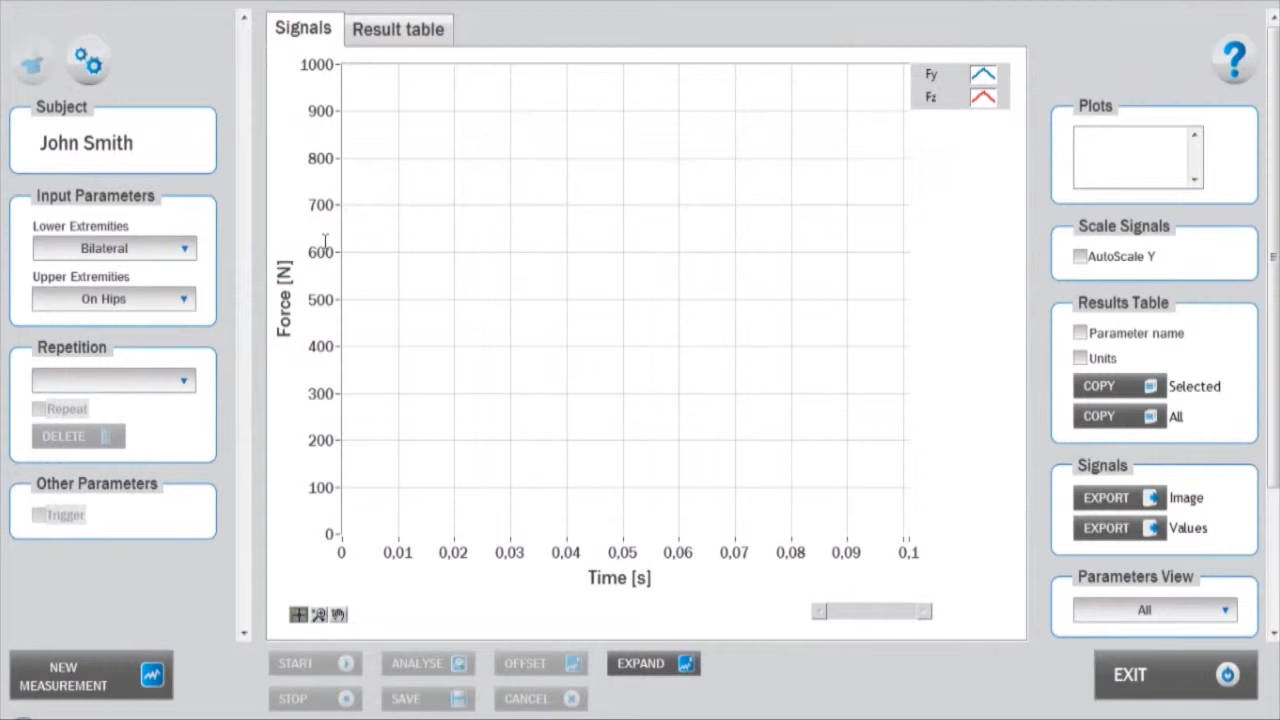 Signals
Result table
?
Subject
John Smith
Input Parameters
Lower Extremities
Bilateral
Upper Extremities
On Hips
Repetition
Repeat
DELETE
Other Parameters
Trigger
NEW
MEASUREMENT
Force [N]
1000
900
800
700
600
500
400
300
200
100
0
0 0,01 0,02 0,03 0,04 0,05 0,06 0,07 0,08 0,09 0,1
Time [s]
Fy
Fz
START
ANALYSE
OFFSET
EXPAND
STOP
SAVE
CANCEL
Plots
Scale Signals
AutoScale Y
Results Table
Parameter name
Units
COPY Selected
COPY All
Signals
EXPORT Image
EXPORT Values
Parameters View
All
EXIT